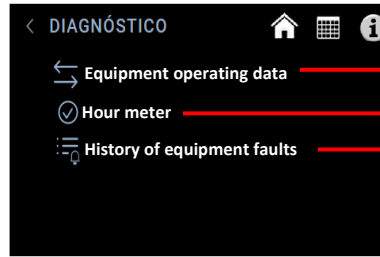 < DIAGNÓSTICO
Equipment operating data
Hour meter
History of equipment faults